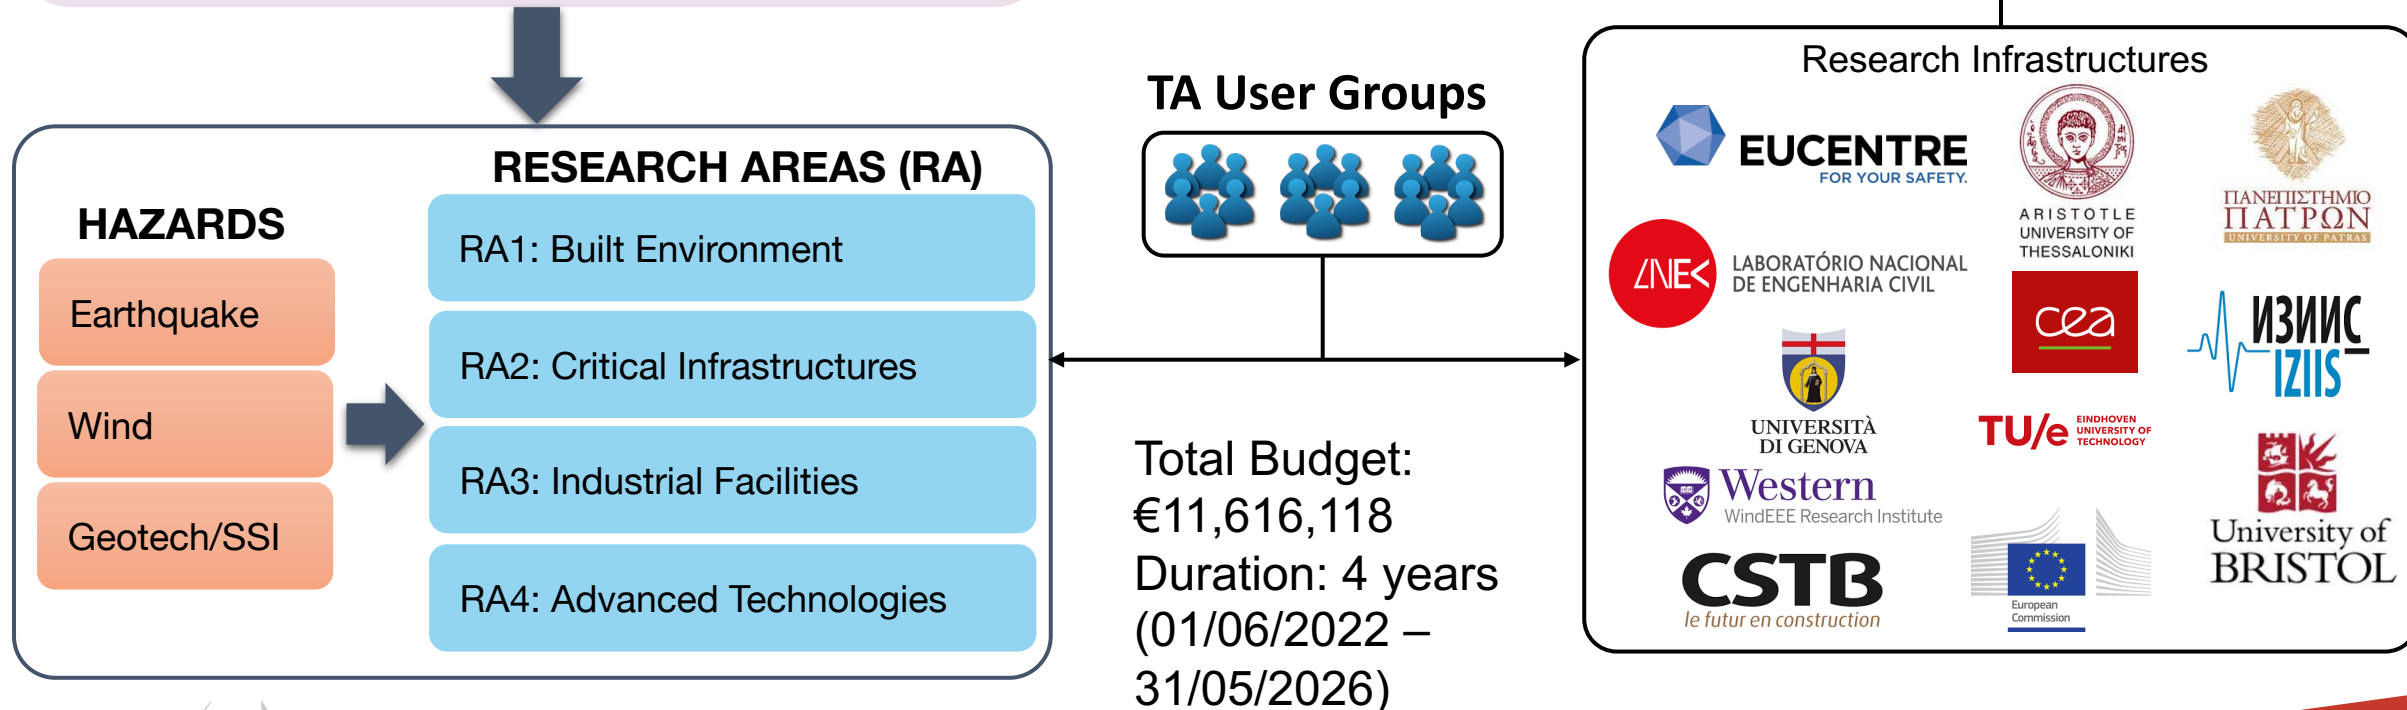 HAZARDS
Earthquake
Wind
Geotech/SSI
RESEARCH AREAS (RA)
RA1: Built Environment
RA2: Critical Infrastructures
RA3: Industrial Facilities
RA4: Advanced Technologies
TA User Groups
Total Budget:
€11,616,118
Duration: 4 years
(01/06/2022 –
31/05/2026)
Research Infrastructures
EUCENTRE
FOR YOUR SAFETY.
ARISTOTLE
UNIVERSITY OF
THESSALONIKI
ΠΑΝΕΠΙΣΤΗΜΙΟ
ΠΑΤΡΩΝ
UNIVERSITY OF PATRAS
LNEC
LABORATÓRIO NACIONAL
DE ENGENHARIA CIVIL
cea
ИЗИИС
IZIIS
UNIVERSITÀ
DI GENOVA
TU/e
EINDHOVEN
UNIVERSITY OF
TECHNOLOGY
Western
WindEEE Research Institute
University of
BRISTOL
CSTB
le futur en construction
European
Commission